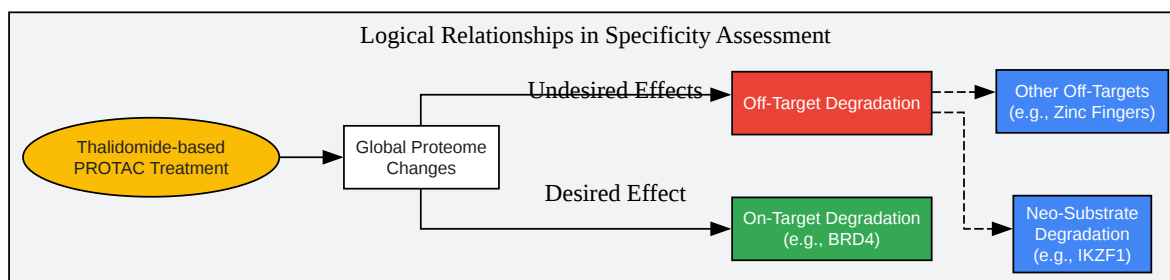 Logical Relationships in Specificity Assessment
Thalidomide-based
PROTAC Treatment
Global Proteome
Changes
Undesired Effects
Desired Effect
Off-Target Degradation
On-Target Degradation
(e.g., BRD4)
Other Off-Targets
(e.g., Zinc Fingers)
Neo-Substrate
Degradation
(e.g., IKZF1)